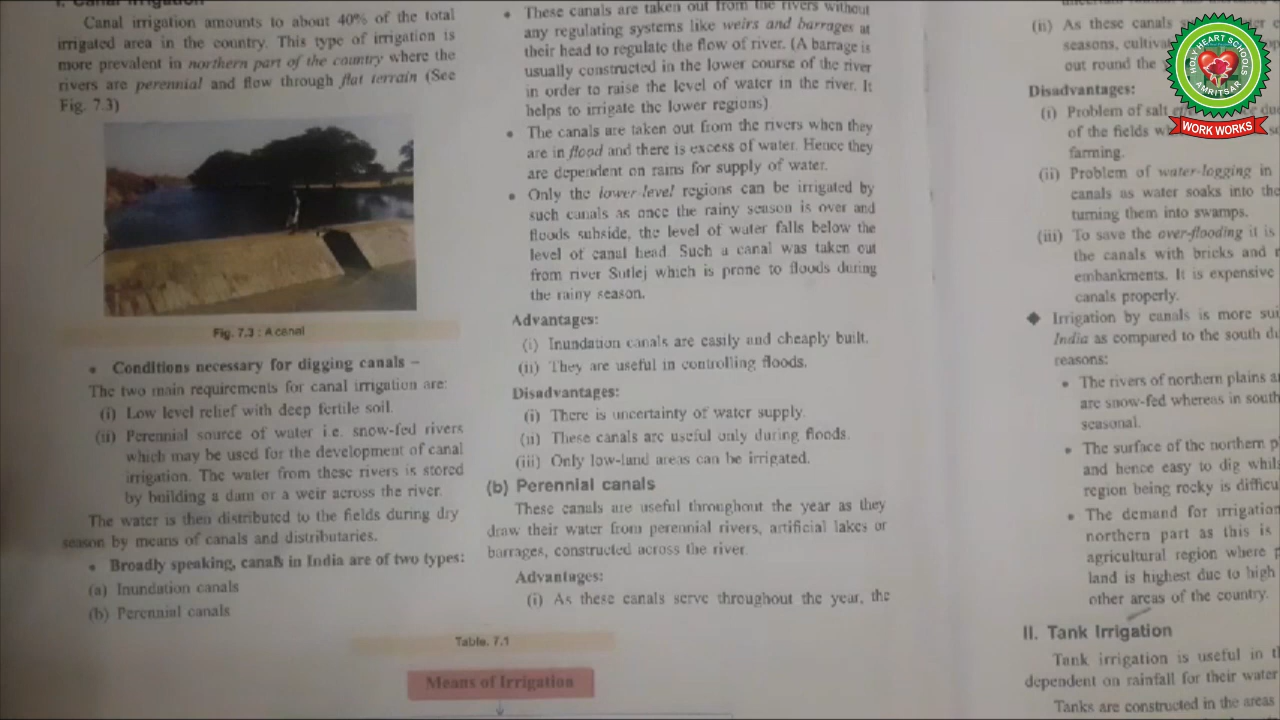 I. Canal Irrigation
Canal irrigation amounts to about 40% of the total
irrigated area in the country. This type of irrigation is
more prevalent in northern part of the country where the
rivers are perennial and flow through flat terrain (See
Fig. 7.3)
Fig. 7.3 : A canal
• Conditions necessary for digging canals –
The two main requirements for canal irrigation are:
(i) Low level relief with deep fertile soil.
(ii) Perennial source of water i.e. snow-fed rivers
which may be used for the development of canal
irrigation. The water from these rivers is stored
by building a dam or a weir across the river.
The water is then distributed to the fields during dry
season by means of canals and distributaries.
• Broadly speaking, canals in India are of two types:
(a) Inundation canals
(b) Perennial canals
• These canals are taken out from the rivers without
any regulating systems like weirs and barrages at
their head to regulate the flow of river. (A barrage is
usually constructed in the lower course of the river
in order to raise the level of water in the river. It
helps to irrigate the lower regions).
• The canals are taken out from the rivers when they
are in flood and there is excess of water. Hence they
are dependent on rains for supply of water.
• Only the lower-level regions can be irrigated by
such canals as once the rainy season is over and
floods subside, the level of water falls below the
level of canal head. Such a canal was taken out
from river Sutlej which is prone to floods during
the rainy season.
Advantages:
(i) Inundation canals are easily and cheaply built.
(ii) They are useful in controlling floods.
Disadvantages:
(i) There is uncertainty of water supply.
(ii) These canals are useful only during floods.
(iii) Only low-land areas can be irrigated.
(b) Perennial canals
These canals are useful throughout the year as they
draw their water from perennial rivers, artificial lakes or
barrages, constructed across the river.
Advantages:
(i) As these canals serve throughout the year, the
Table. 7.1
Means of Irrigation
(ii) As these canals
seasons,
out round the
Disadvantages:
(i) Problem of salt
of the fields
farming.
(ii) Problem of water-logging in
canals as water soaks into
turning them into swamps.
(iii) To save the over-flooding it is
the canals with bricks and
embankments. It is expensive
canals properly.
◆ Irrigation by canals is more
India as compared to the south
reasons:
• The rivers of northern plains
are snow-fed whereas in south
seasonal.
• The surface of the northern
and hence easy to dig
region being rocky is
• The demand for irrigation
northern part as this is
agricultural region where
land is highest due to high
other areas of the country.
II. Tank Irrigation
Tank irrigation is useful in
dependent on rainfall for their water
Tanks are constructed in the areas
HOLY HEART SCHOOLS
AMRITSAR
WORK WORKS